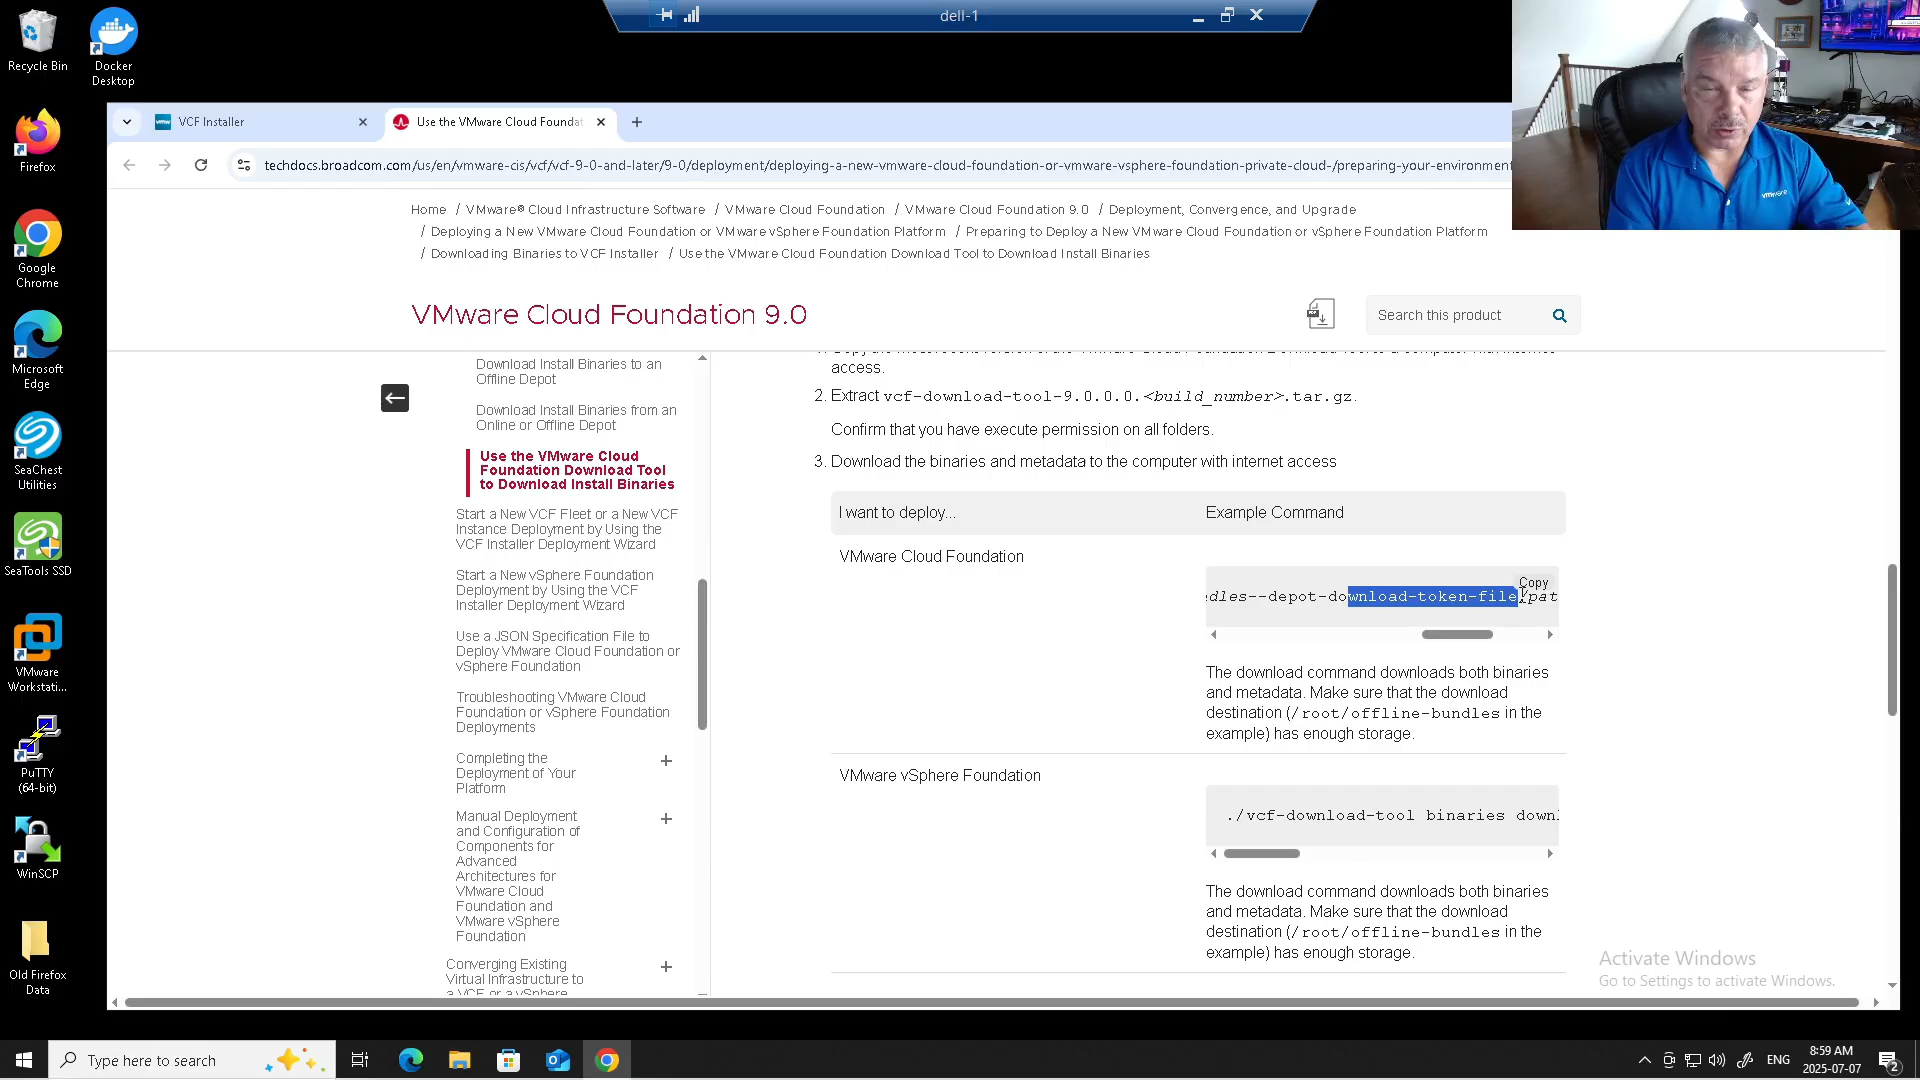 dell-1
Recycle Bin
Docker
Desktop
Firefox
Google
Chrome
Microsoft
Edge
SeaChest
Utilities
SeaTools SSD
VMware
Workstati...
PuTTY
(64-bit)
WinSCP
Old Firefox
Data
VCF Installer
Use the VMware Cloud Foundat
techdocs.broadcom.com/us/en/vmware-cis/vcf/vcf-9-0-and-later/9-0/deployment/deploying-a-new-vmware-cloud-foundation-or-vmware-vsphere-foundation-private-cloud-/preparing-your-environment
vmware
Home / VMware® Cloud Infrastructure Software / VMware Cloud Foundation / VMware Cloud Foundation 9.0 / Deployment, Convergence, and Upgrade
/ Deploying a New VMware Cloud Foundation or VMware vSphere Foundation Platform / Preparing to Deploy a New VMware Cloud Foundation or vSphere Foundation Platform
/ Downloading Binaries to VCF Installer / Use the VMware Cloud Foundation Download Tool to Download Install Binaries
VMware Cloud Foundation 9.0
Search this product
Download Install Binaries to an
Offline Depot
Download Install Binaries from an
Online or Offline Depot
Use the VMware Cloud
Foundation Download Tool
to Download Install Binaries
Start a New VCF Fleet or a New VCF
Instance Deployment by Using the
VCF Installer Deployment Wizard
Start a New vSphere Foundation
Deployment by Using the VCF
Installer Deployment Wizard
Use a JSON Specification File to
Deploy VMware Cloud Foundation or
vSphere Foundation
Troubleshooting VMware Cloud
Foundation or vSphere Foundation
Deployments
Completing the
Deployment of Your
Platform
Manual Deployment
and Configuration of
Components for
Advanced
Architectures for
VMware Cloud
Foundation and
VMware vSphere
Foundation
Converging Existing
Virtual Infrastructure to
a VCF or a vSphere
access.
2. Extract vcf-download-tool-9.0.0.0.<build_number>.tar.gz.
Confirm that you have execute permission on all folders.
3. Download the binaries and metadata to the computer with internet access
I want to deploy... Example Command
VMware Cloud Foundation
Copy
dles--depot-download-token-file/pat
The download command downloads both binaries
and metadata. Make sure that the download
destination (/root/offline-bundles in the
example) has enough storage.
VMware vSphere Foundation
./vcf-download-tool binaries downl
The download command downloads both binaries
and metadata. Make sure that the download
destination (/root/offline-bundles in the
example) has enough storage.
Activate Windows
Go to Settings to activate Windows.
Type here to search
ENG
8:59 AM
2025-07-07
2